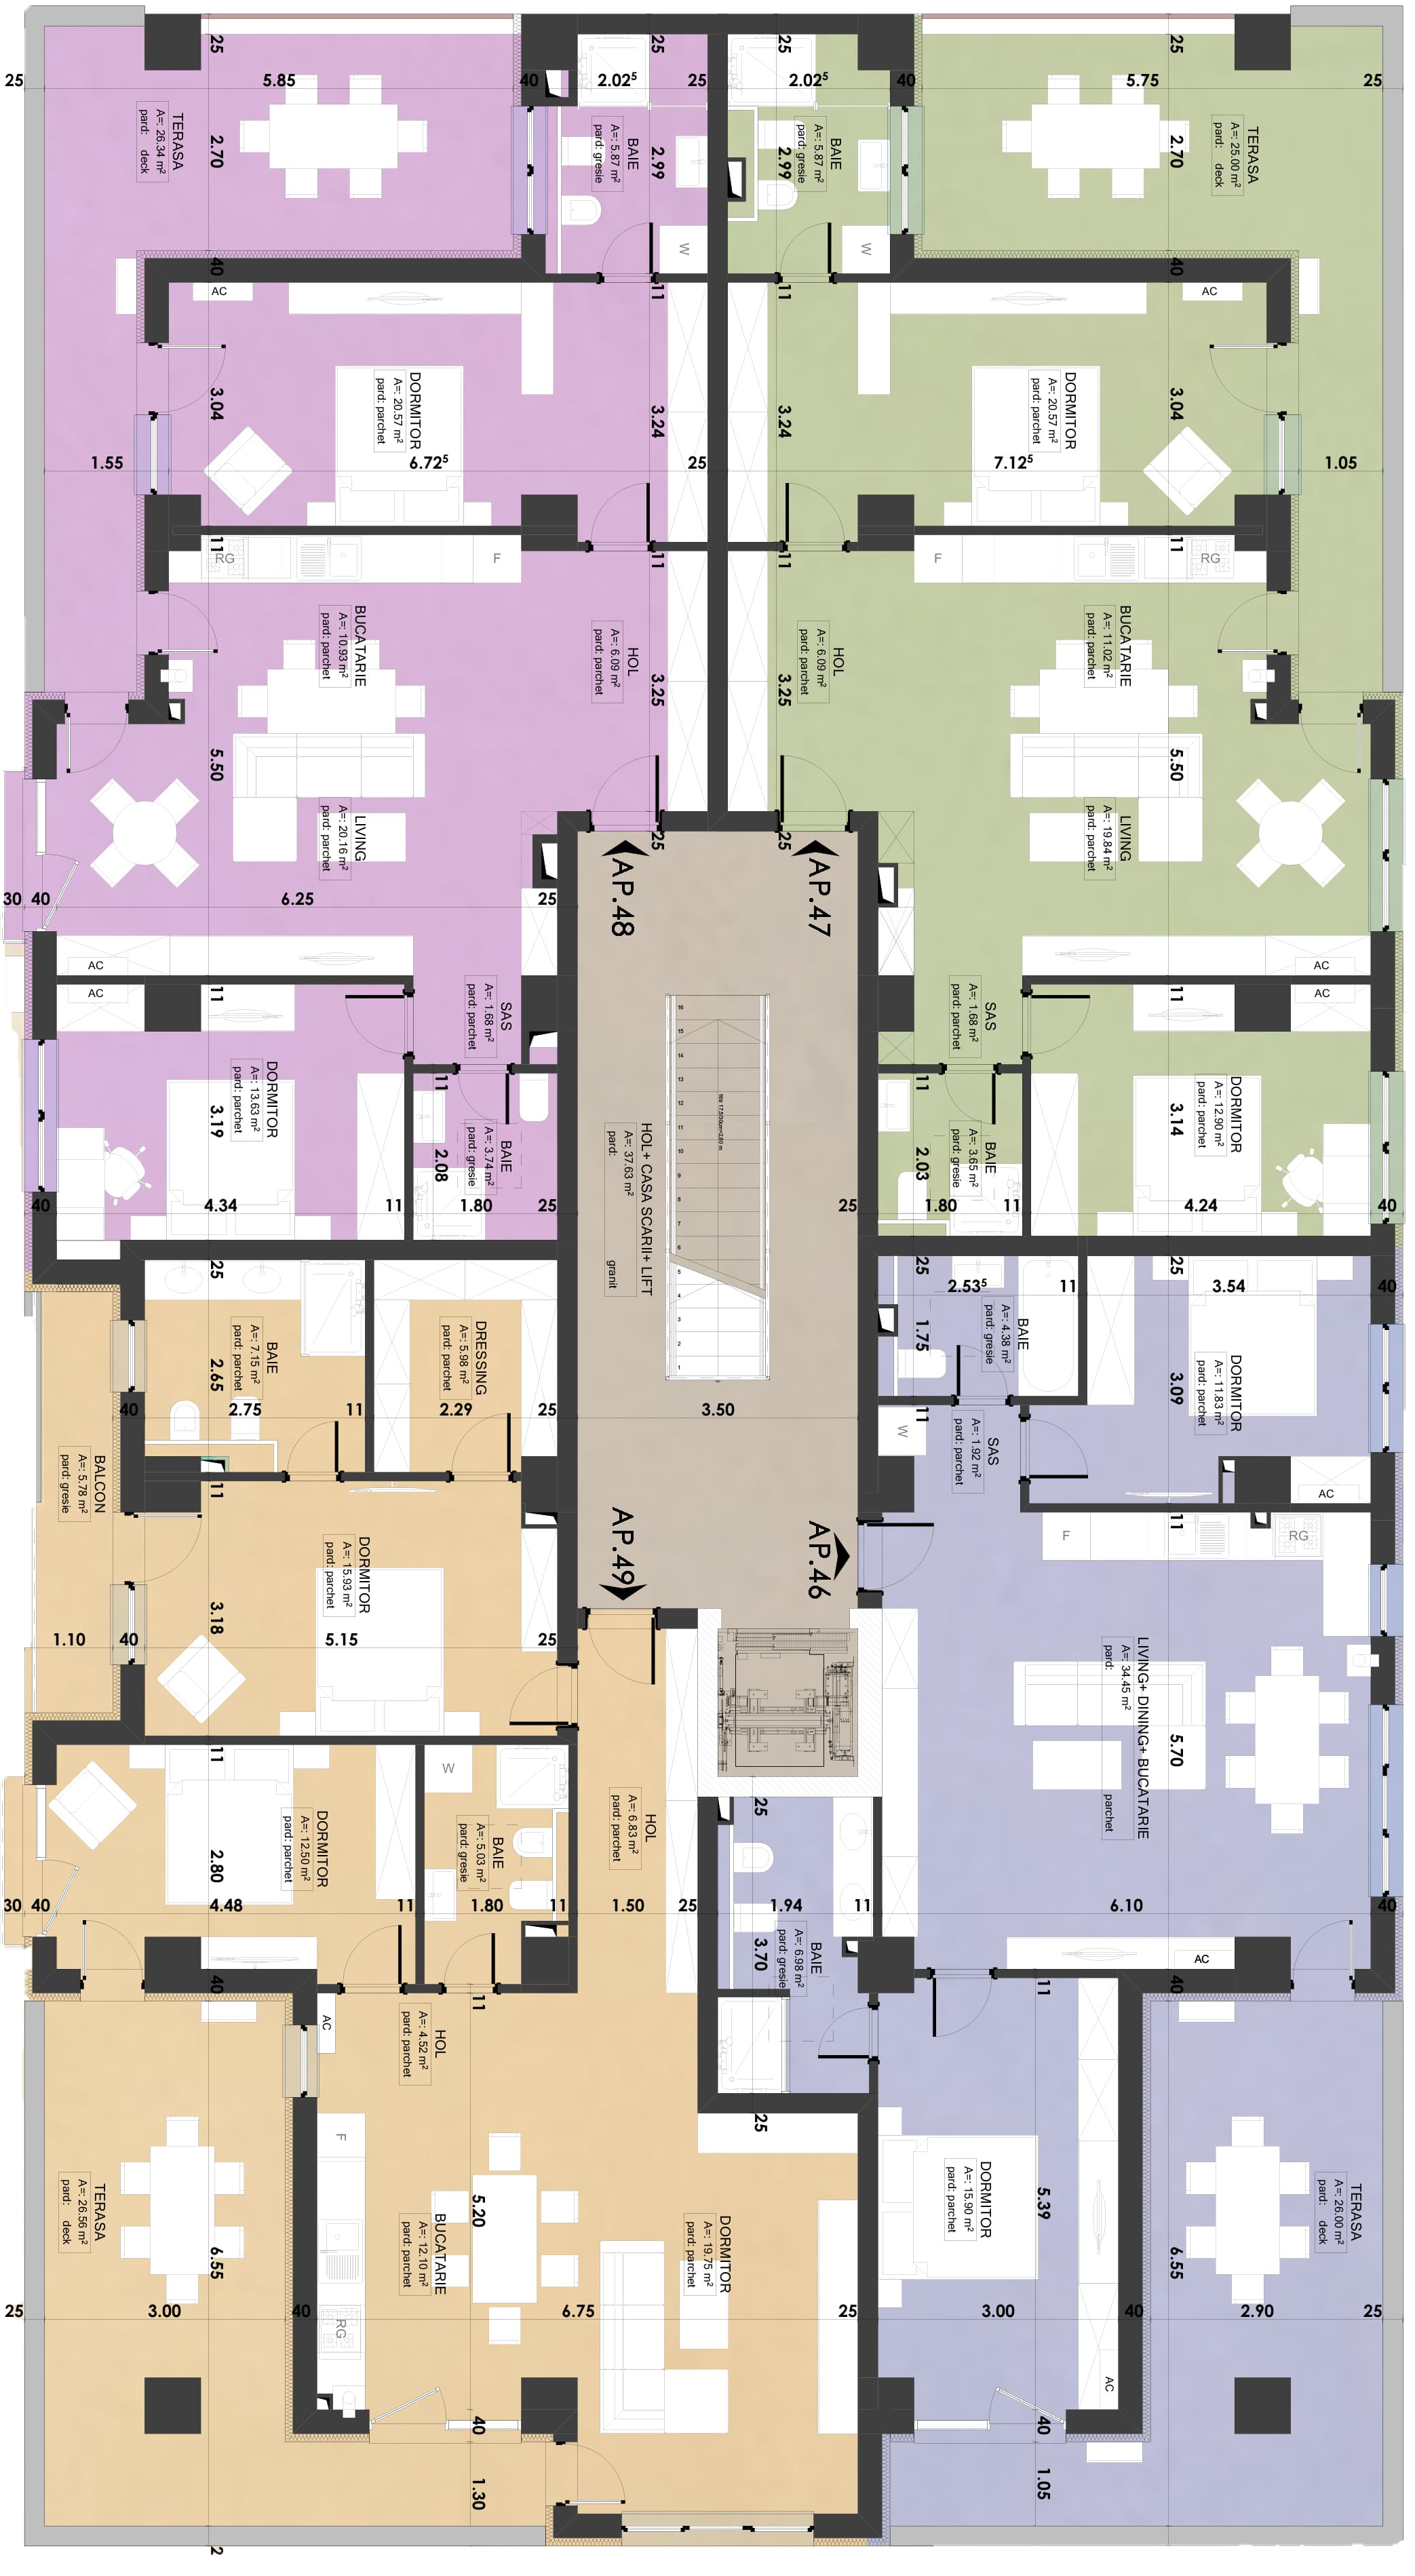 25
25
25
25
25
5.85
40
2.02⁵
25
2.02⁵
40
5.75
25
TERASA
A=: 26.34 m²
pard: deck
2.70
BAIE
A=: 5.87 m²
pard: gresie
2.99
BAIE
A=: 5.87 m²
pard: gresie
2.99
2.70
TERASA
A=: 25.00 m²
pard: deck
W
W
40
40
AC
11
11
AC
3.04
DORMITOR
A=: 20.57 m²
pard: parchet
3.24
3.24
DORMITOR
A=: 20.57 m²
pard: parchet
3.04
1.55
6.72⁵
25
7.12⁵
1.05
11
RG
F
11
11
F
11
RG
BUCATARIE
A=: 10.93 m²
pard: parchet
HOL
A=: 6.09 m²
pard: parchet
3.25
3.25
HOL
A=: 6.09 m²
pard: parchet
BUCATARIE
A=: 11.02 m²
pard: parchet
5.50
5.50
LIVING
A=: 20.16 m²
pard: parchet
25
25
LIVING
A=: 19.84 m²
pard: parchet
AP.48
AP.47
30
40
6.25
25
AC
AC
AC
AC
11
11
SAS
A=: 1.68 m²
pard: parchet
SAS
A=: 1.68 m²
pard: parchet
16
15
14
13
12
11
10
9
8
7
6
5
4
3
2
1
DORMITOR
A=: 13.63 m²
pard: parchet
3.19
11
2.08
BAIE
A=: 3.74 m²
pard: gresie
HOL+ CASA SCARII+ LIFT
A=: 37.63 m²
pard: granit
11
2.03
BAIE
A=: 3.65 m²
pard: gresie
3.14
DORMITOR
A=: 12.90 m²
pard: parchet
40
4.34
11
1.80
25
25
1.80
11
4.24
40
25
25
25
2.53⁵
11
3.54
40
BAIE
A=: 7.15 m²
pard: parchet
2.65
DRESSING
A=: 5.98 m²
pard: parchet
1.75
BAIE
A=: 4.38 m²
pard: gresie
3.09
DORMITOR
A=: 11.83 m²
pard: parchet
40
2.75
11
2.29
25
3.50
11
W
SAS
A=: 1.92 m²
pard: parchet
BALCON
A=: 5.78 m²
pard: gresie
11
AC
11
F
RG
AP.49
AP.46
DORMITOR
A=: 15.93 m²
pard: parchet
3.18
1.10
40
5.15
25
LIVING+ DINING+ BUCATARIE
A=: 34.45 m²
pard: parchet
5.70
11
W
DORMITOR
A=: 12.50 m²
pard: parchet
2.80
BAIE
A=: 5.03 m²
pard: gresie
HOL
A=: 6.83 m²
pard: parchet
25
30
40
4.48
11
1.80
11
1.50
25
1.94
11
6.10
40
3.70
BAIE
A=: 6.98 m²
pard: gresie
AC
40
11
11
40
AC
HOL
A=: 4.52 m²
pard: parchet
25
F
TERASA
A=: 26.56 m²
pard: deck
6.55
BUCATARIE
A=: 12.10 m²
pard: parchet
5.20
DORMITOR
A=: 19.75 m²
pard: parchet
DORMITOR
A=: 15.90 m²
pard: parchet
5.39
6.55
TERASA
A=: 26.00 m²
pard: deck
25
3.00
40
6.75
25
3.00
40
2.90
25
RG
AC
40
40
1.30
1.05
2